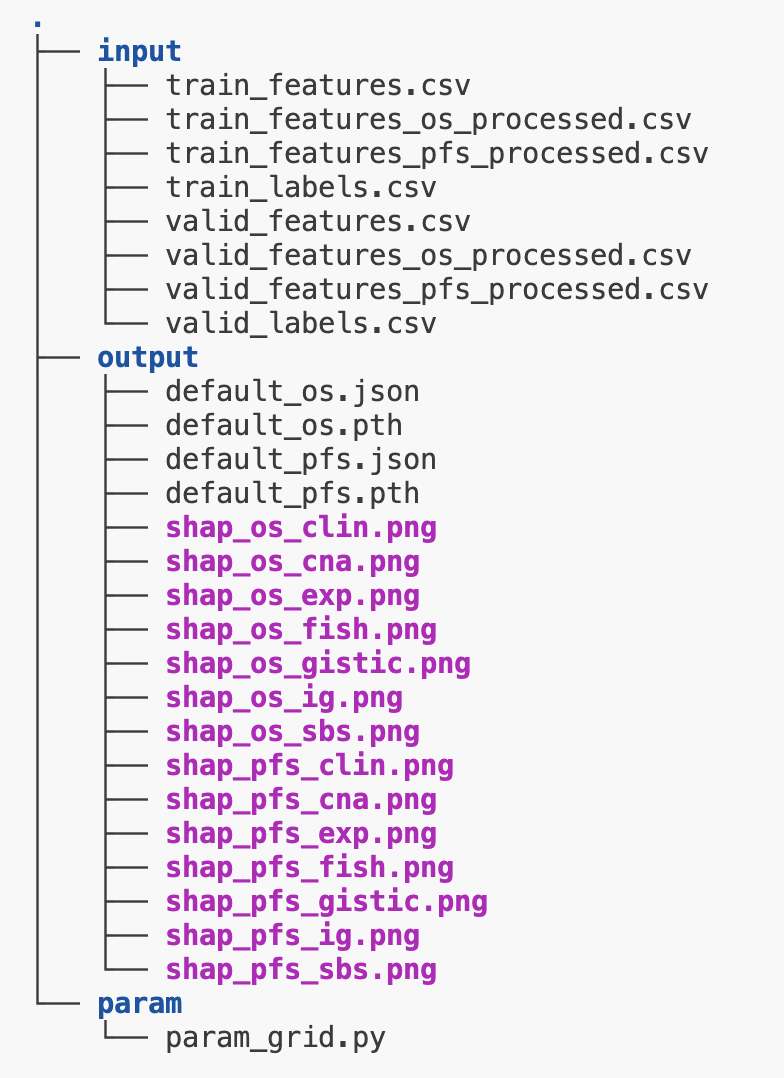 .
├── input
│   ├── train_features.csv
│   ├── train_features_os_processed.csv
│   ├── train_features_pfs_processed.csv
│   ├── train_labels.csv
│   ├── valid_features.csv
│   ├── valid_features_os_processed.csv
│   ├── valid_features_pfs_processed.csv
│   └── valid_labels.csv
├── output
│   ├── default_os.json
│   ├── default_os.pth
│   ├── default_pfs.json
│   ├── default_pfs.pth
│   ├── shap_os_clin.png
│   ├── shap_os_cna.png
│   ├── shap_os_exp.png
│   ├── shap_os_fish.png
│   ├── shap_os_gistic.png
│   ├── shap_os_ig.png
│   ├── shap_os_sbs.png
│   ├── shap_pfs_clin.png
│   ├── shap_pfs_cna.png
│   ├── shap_pfs_exp.png
│   ├── shap_pfs_fish.png
│   ├── shap_pfs_gistic.png
│   ├── shap_pfs_ig.png
│   └── shap_pfs_sbs.png
└── param
    └── param_grid.py